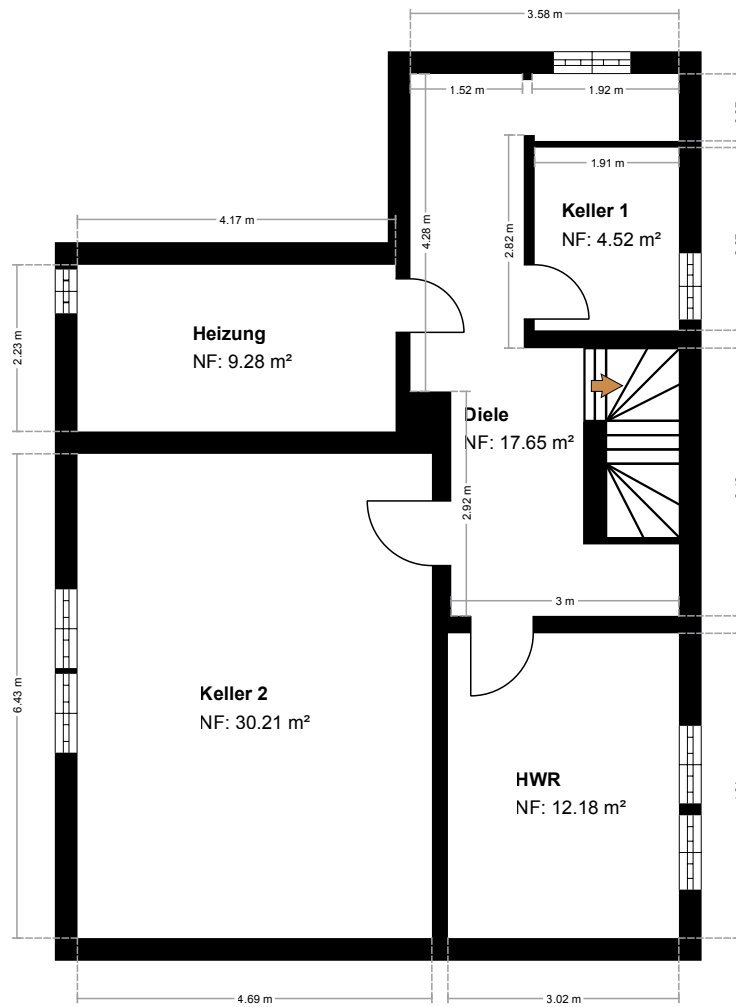 3.58 m
1.52 m
1.92 m
1.91 m
Keller 1
NF: 4.52 m²
4.17 m
4.28 m
2.82 m
2.23 m
Heizung
NF: 9.28 m²
Diele
NF: 17.65 m²
2.92 m
3 m
6.43 m
Keller 2
NF: 30.21 m²
HWR
NF: 12.18 m²
4.69 m
3.02 m